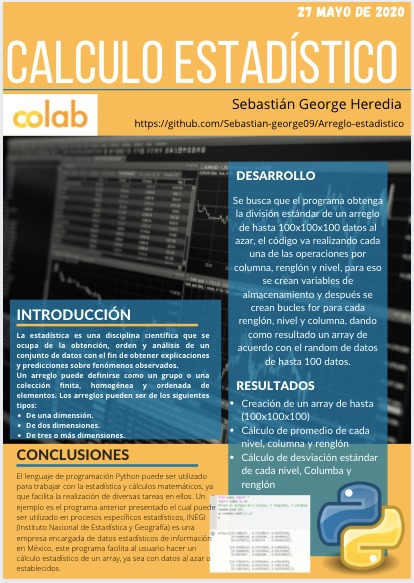 27 MAYO DE 2020
CALCULO ESTADÍSTICO
colab
Sebastián George Heredia
https://github.com/Sebastian-george09/Arreglo-estadistico
DESARROLLO
Se busca que el programa obtenga
la división estándar de un arreglo
de hasta 100x100x100 datos al
azar, el código va realizando cada
una de las operaciones por
columna, renglón y nivel, para eso
se crean variables de
almacenamiento y después se
crean bucles for para cada
renglón, nivel y columna, dando
como resultado un array de
acuerdo con el random de datos
de hasta 100 datos.
INTRODUCCIÓN
La estadística es una disciplina científica que se
ocupa de la obtención, orden y análisis de un
conjunto de datos con el fin de obtener explicaciones
y predicciones sobre fenómenos observados.
Un arreglo puede definirse como un grupo o una
colección finita, homogénea y ordenada de
elementos. Los arreglos pueden ser de los siguientes
tipos:
• De una dimensión.
• De dos dimensiones.
• De tres o más dimensiones.
RESULTADOS
• Creación de un array de hasta
(100x100x100)
• Cálculo de promedio de cada
nivel, columna y renglón
• Cálculo de desviación estándar
de cada nivel, Columba y
renglón
CONCLUSIONES
El lenguaje de programación Python puede ser utilizado
para trabajar con la estadística y cálculos matemáticos, ya
que facilita la realización de diversas tareas en ellos. Un
ejemplo es el programa anterior presentado el cual puede
ser utilizado en procesos específicos estadísticos, INEGI
(Instituto Nacional de Estadística y Geografía) es una
empresa encargada de datos estadísticos de información
en México, este programa facilita al usuario hacer un
cálculo estadístico de un array, ya sea con datos al azar o
establecidos